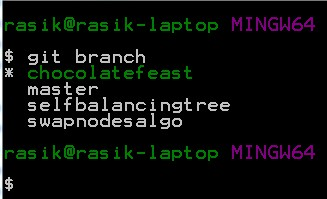 rasik@rasik-laptop MINGW64
$ git branch
* chocolatefeast
master
selfbalancingtree
swapnodesalgo
rasik@rasik-laptop MINGW64
$